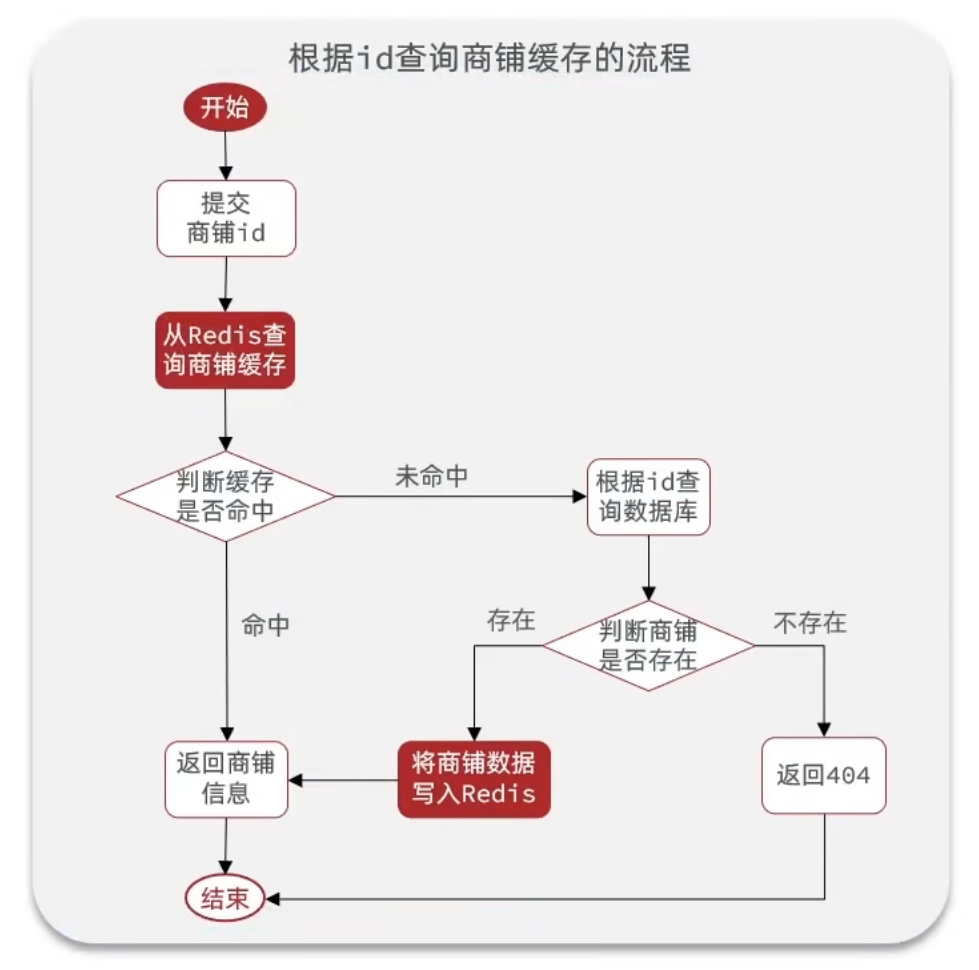 根据id查询商铺缓存的流程
开始
提交
商铺id
从Redis查
询商铺缓存
判断缓存
是否命中
未命中
根据id查
询数据库
命中
存在
判断商铺
是否存在
不存在
返回商铺
信息
将商铺数据
写入Redis
返回404
结束